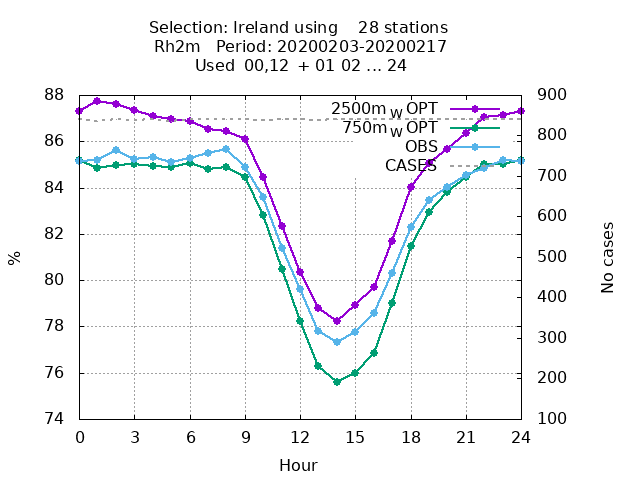 Selection: Ireland using    28 stations
Rh2m   Period: 20200203-20200217
Used  00,12  + 01 02 ... 24
88 900
2500m W OPT
86 800
750m W OPT
OBS
CASES
84 700
82 600
80 500
78 400
76 300
200
74 100
%
No cases
0 3 6 9 12 15 18 21 24
Hour